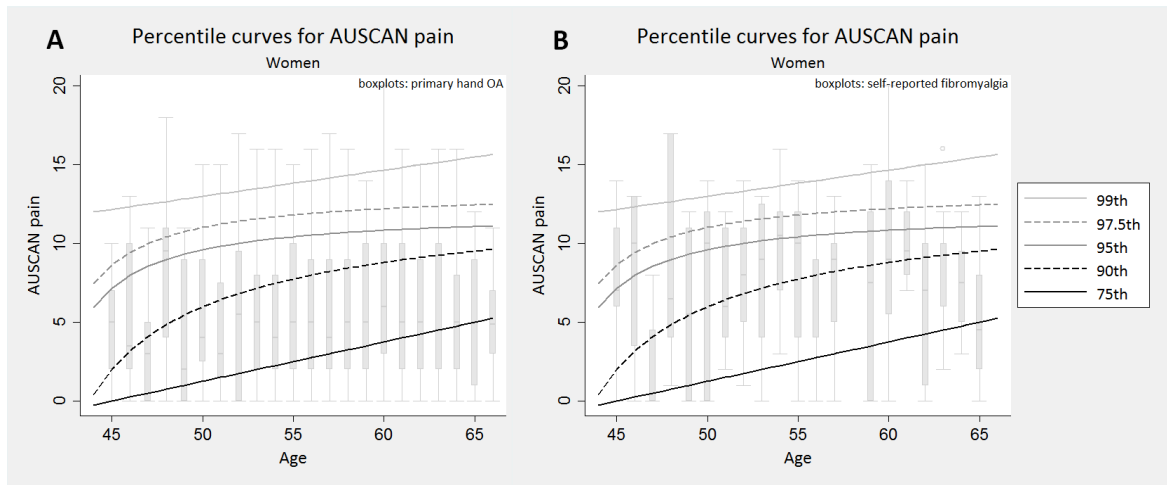 A
Percentile curves for AUSCAN pain
Women
boxplots: primary hand OA
AUSCAN pain
20
15
10
5
0
45
50
55
60
65
Age
B
Percentile curves for AUSCAN pain
Women
boxplots: self-reported fibromyalgia
AUSCAN pain
20
15
10
5
0
45
50
55
60
65
Age
99th
97.5th
95th
90th
75th